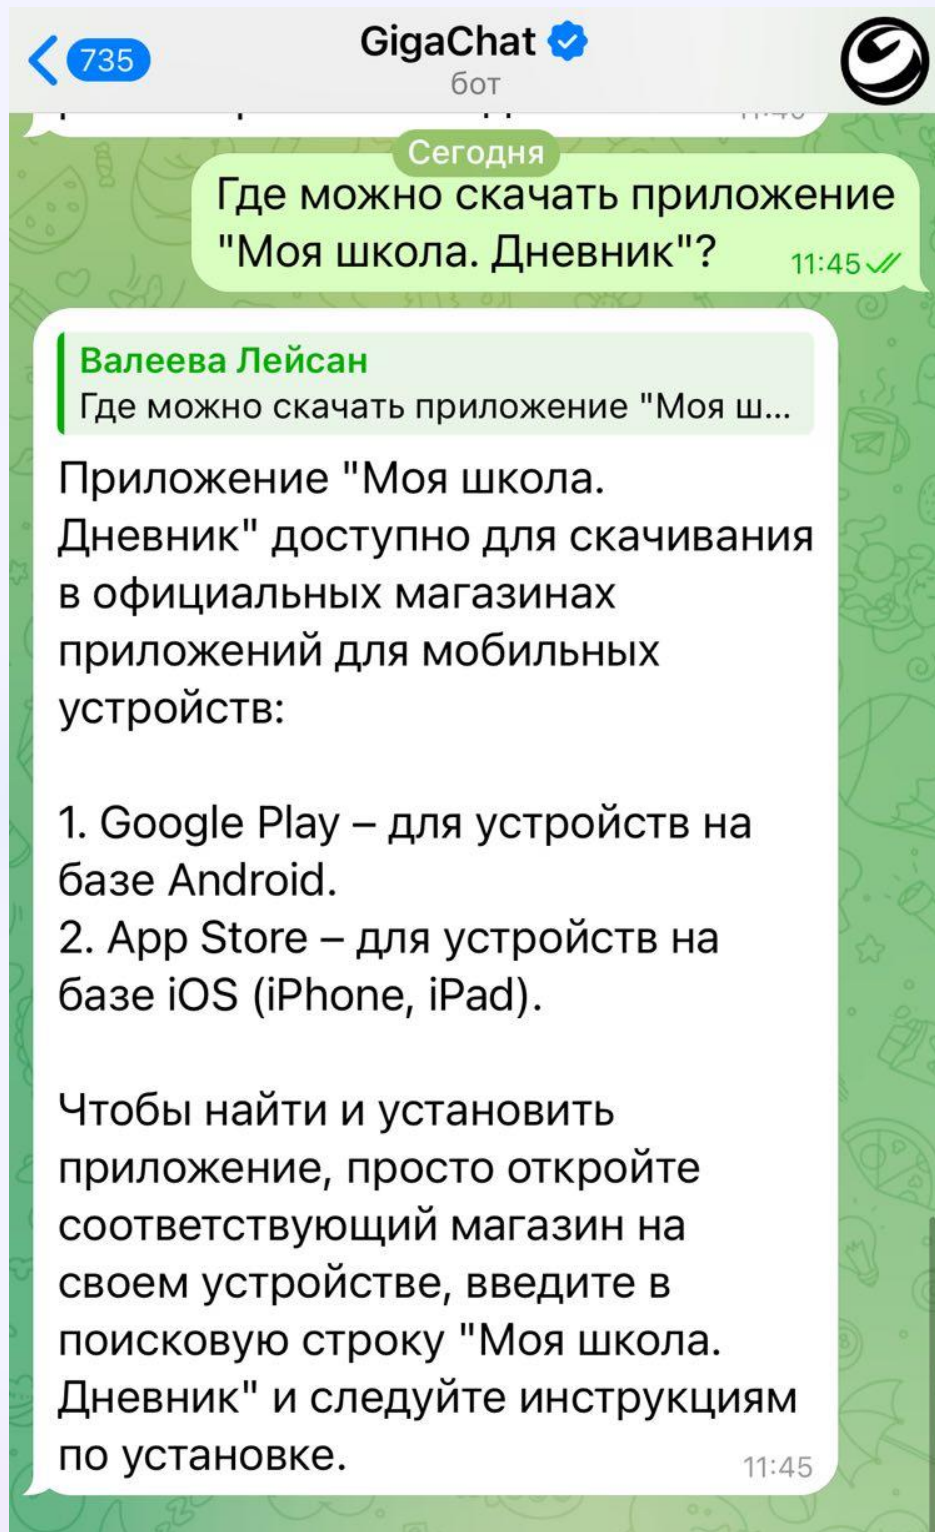 735
GigaChat
бот
Сегодня
Где можно скачать приложение
"Моя школа. Дневник"?
11:45
Валеева Лейсан
Где можно скачать приложение "Моя ш...
Приложение "Моя школа.
Дневник" доступно для скачивания
в официальных магазинах
приложений для мобильных
устройств:
1. Google Play – для устройств на
базе Android.
2. App Store – для устройств на
базе iOS (iPhone, iPad).
Чтобы найти и установить
приложение, просто откройте
соответствующий магазин на
своем устройстве, введите в
поисковую строку "Моя школа.
Дневник" и следуйте инструкциям
по установке.
11:45